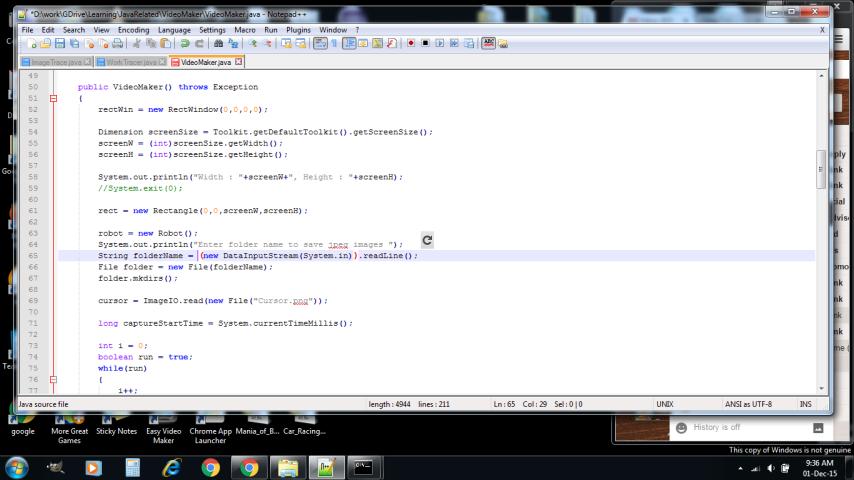 *D:\work\GDrive\Learning\JavaRelated\VideoMaker\VideoMaker.java - Notepad++
File Edit Search View Encoding Language Settings Macro Run Plugins Window ? X
ImageTrace.java WorkTracer.java VideoMaker.java
49
50 public VideoMaker() throws Exception
51 {
52 rectWin = new RectWindow(0,0,0,0);
53
54 Dimension screenSize = Toolkit.getDefaultToolkit().getScreenSize();
55 screenW = (int)screenSize.getWidth();
56 screenH = (int)screenSize.getHeight();
57
58 System.out.println("Width : "+screenW+", Height : "+screenH);
59 //System.exit(0);
60
61 rect = new Rectangle(0,0,screenW,screenH);
62
63 robot = new Robot();
64 System.out.println("Enter folder name to save jpeg images ");
65 String folderName = (new DataInputStream(System.in)).readLine();
66 File folder = new File(folderName);
67 folder.mkdirs();
68
69 cursor = ImageIO.read(new File("Cursor.png"));
70
71 long captureStartTime = System.currentTimeMillis();
72
73 int i = 0;
74 boolean run = true;
75 while(run)
76 {
77 i++;
Java source file length : 4944 lines : 211 Ln : 65 Col : 29 Sel : 0 | 0 UNIX ANSI as UTF-8 INS
google More Great Games Sticky Notes Easy Video Maker Chrome App Launcher Mania_of_B... Car_Racing...
History is off
This copy of Windows is not genuine
9:36 AM
01-Dec-15